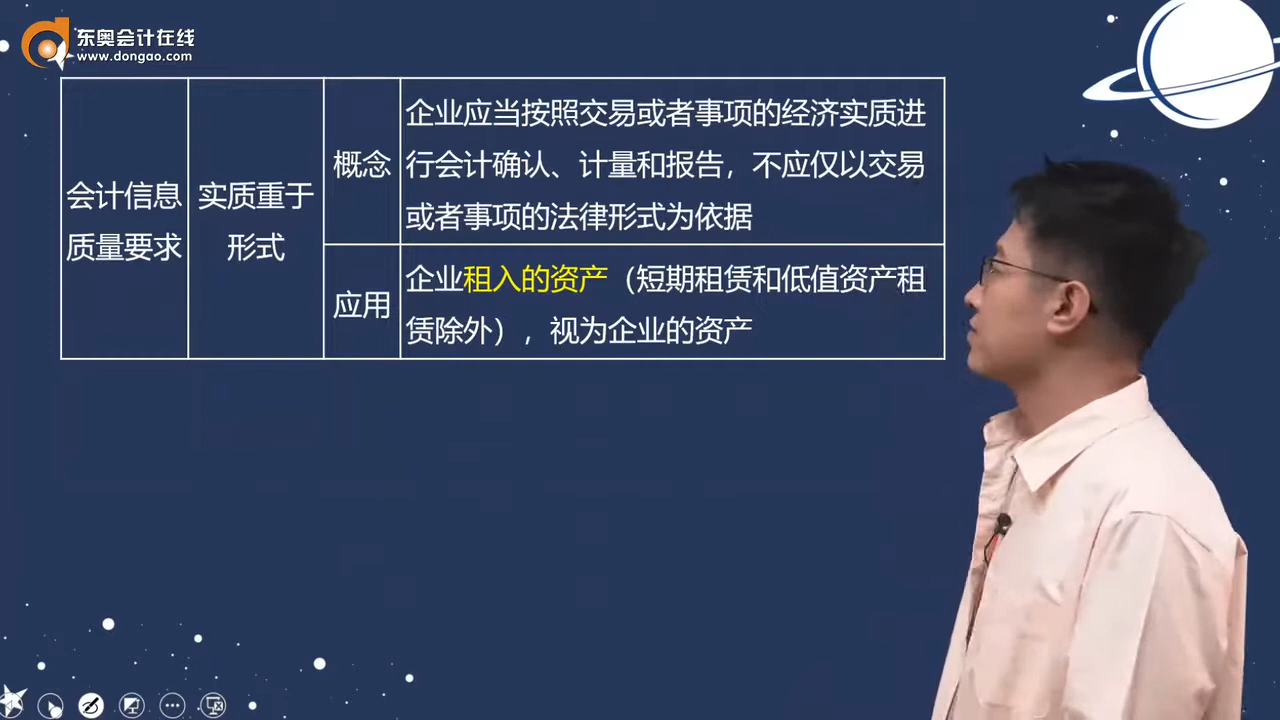 东奥会计在线
www.dongao.com
会计信息
质量要求
实质重于
形式
概念
企业应当按照交易或者事项的经济实质进
行会计确认、计量和报告，不应仅以交易
或者事项的法律形式为依据
应用
企业租入的资产（短期租赁和低值资产租
赁除外），视为企业的资产